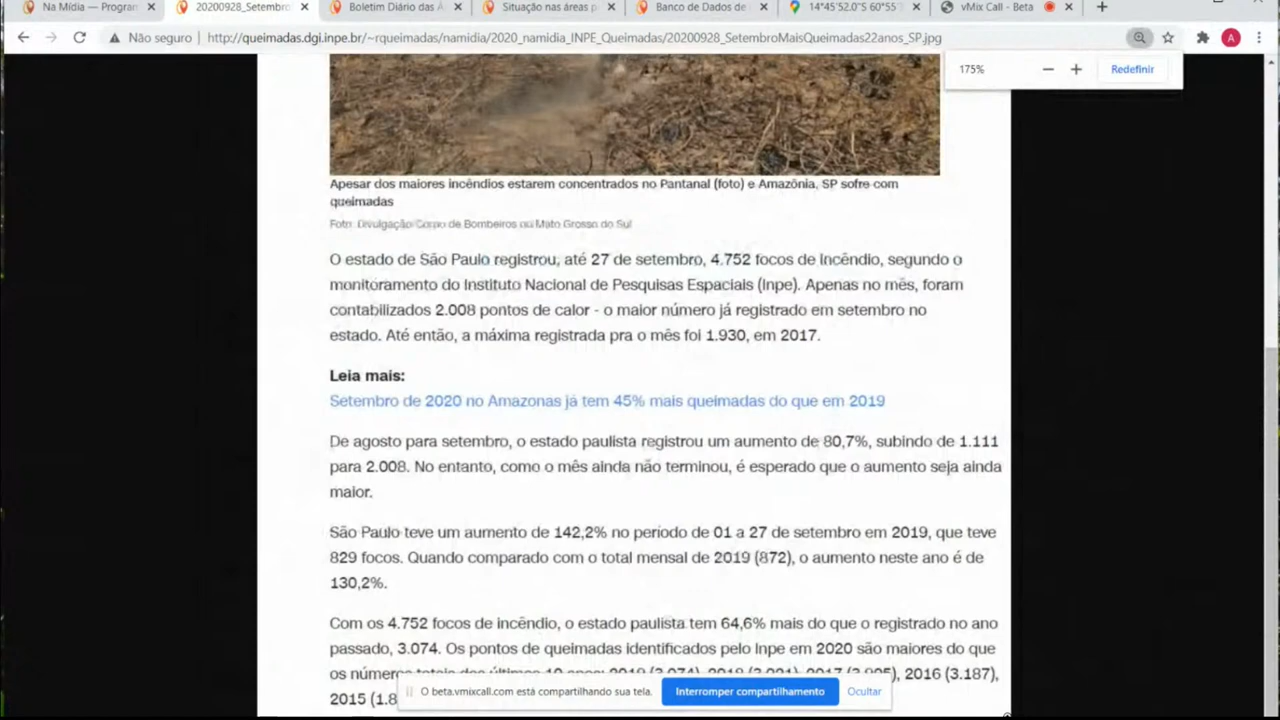 Na Mídia — Program
20200928_Setembro
Boletim Diário das Á
Situação nas áreas p
Banco de Dados de
14°45'52.0"S 60°55'
vMix Call - Beta
Não seguro
http://queimadas.dgi.inpe.br/~rqueimadas/namidia/2020_namidia_INPE_Queimadas/20200928_SetembroMaisQueimadas22anos_SP.jpg
A
175%
Redefinir
Apesar dos maiores incêndios estarem concentrados no Pantanal (foto) e Amazônia, SP sofre com
queimadas
Foto: Divulgação Corpo de Bombeiros do Mato Grosso do Sul
O estado de São Paulo registrou, até 27 de setembro, 4.752 focos de incêndio, segundo o
monitoramento do Instituto Nacional de Pesquisas Espaciais (Inpe). Apenas no mês, foram
contabilizados 2.008 pontos de calor - o maior número já registrado em setembro no
estado. Até então, a máxima registrada pra o mês foi 1.930, em 2017.
Leia mais:
Setembro de 2020 no Amazonas já tem 45% mais queimadas do que em 2019
De agosto para setembro, o estado paulista registrou um aumento de 80,7%, subindo de 1.111
para 2.008. No entanto, como o mês ainda não terminou, é esperado que o aumento seja ainda
maior.
São Paulo teve um aumento de 142,2% no período de 01 a 27 de setembro em 2019, que teve
829 focos. Quando comparado com o total mensal de 2019 (872), o aumento neste ano é de
130,2%.
Com os 4.752 focos de incêndio, o estado paulista tem 64,6% mais do que o registrado no ano
passado, 3.074. Os pontos de queimadas identificados pelo Inpe em 2020 são maiores do que
os números totais dos últimos 10 anos: 2019 (3.074), 2016 (3.187),
2015 (1.8
O beta.vmixcall.com está compartilhando sua tela.
Interromper compartilhamento
Ocultar